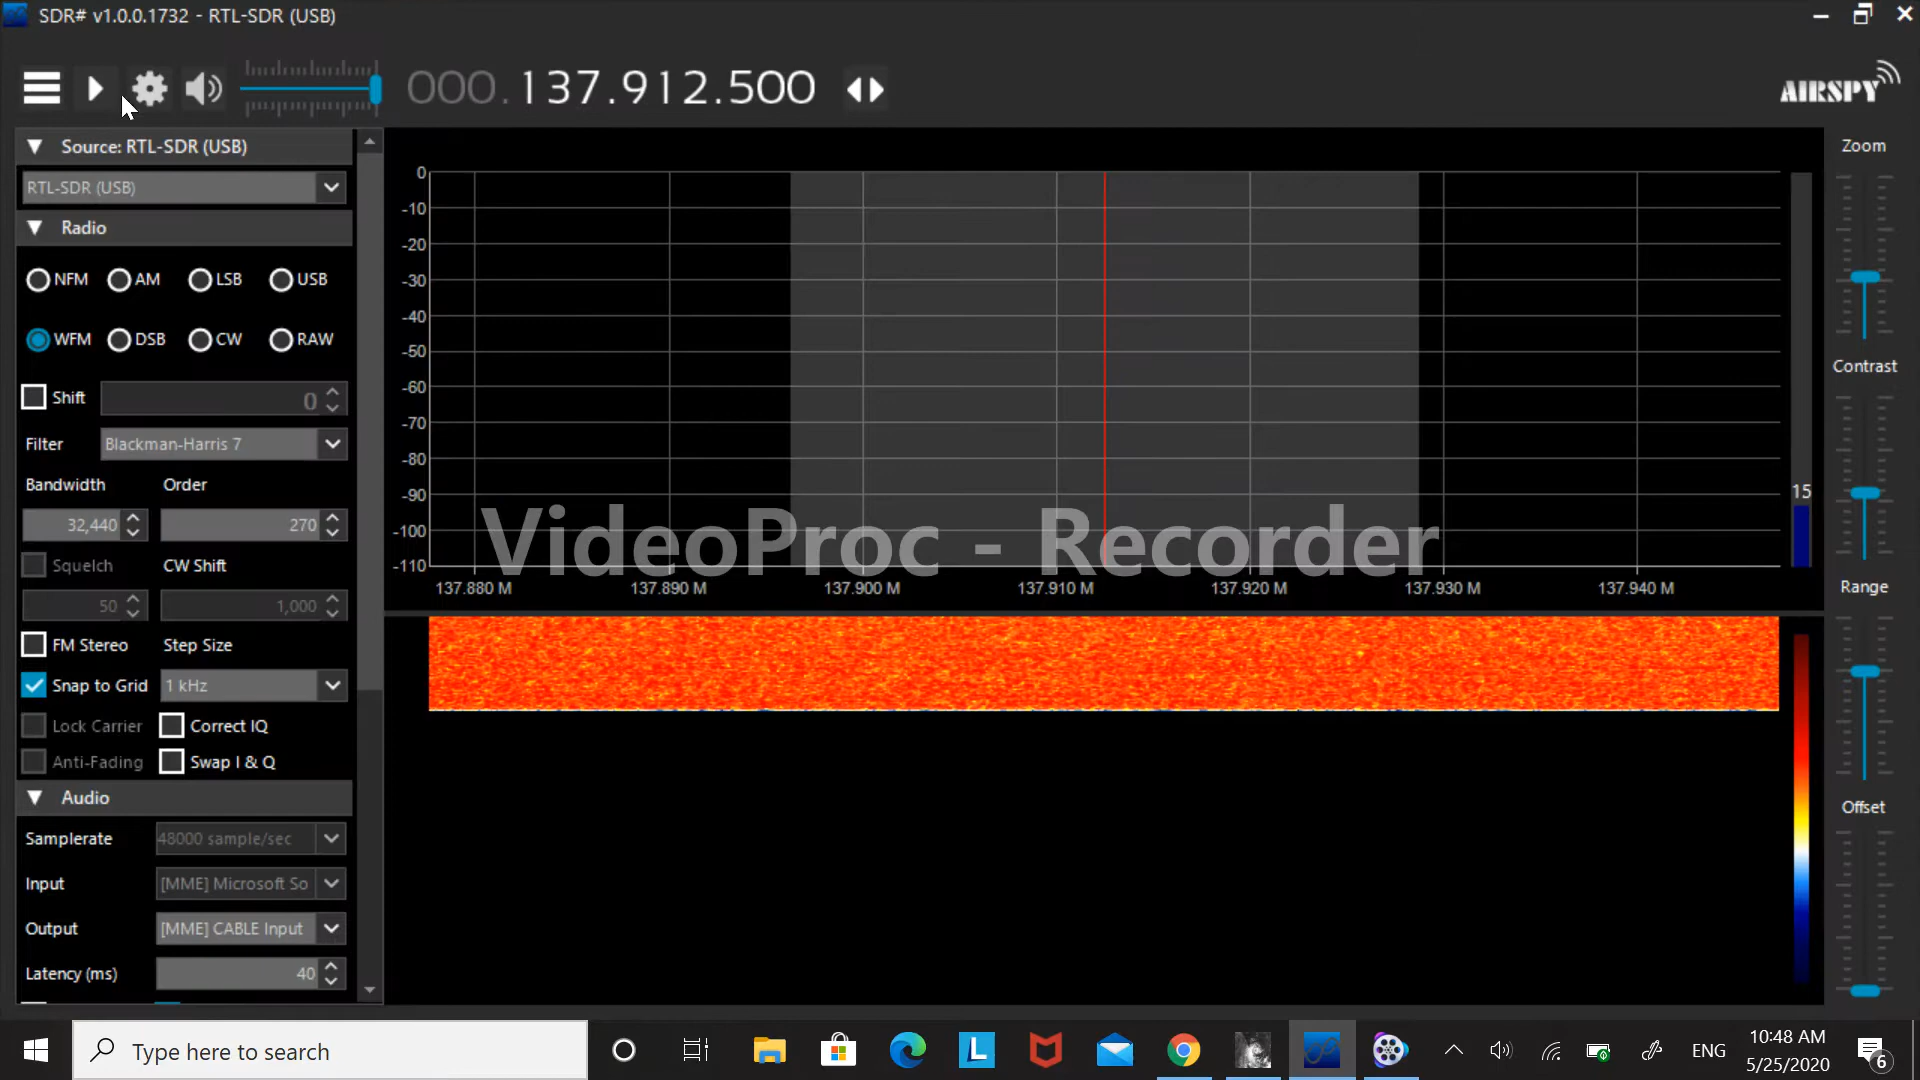 SDR# v1.0.0.1732 - RTL-SDR (USB)
000.137.912.500
AIRSPY
Source: RTL-SDR (USB)
RTL-SDR (USB)
Radio
NFM AM LSB USB
WFM DSB CW RAW
Shift 0
Filter Blackman-Harris 7
Bandwidth Order
32,440 270
Squelch CW Shift
50 1,000
FM Stereo Step Size
Snap to Grid 1 kHz
Lock Carrier Correct IQ
Anti-Fading Swap I & Q
Audio
Samplerate 48000 sample/sec
Input [MME] Microsoft So
Output [MME] CABLE Input
Latency (ms) 40
0
-10
-20
-30
-40
-50
-60
-70
-80
-90
-100
-110
137.880 M 137.890 M 137.900 M 137.910 M 137.920 M 137.930 M 137.940 M
15
VideoProc - Recorder
Zoom
Contrast
Range
Offset
Type here to search
L
ENG
10:48 AM
5/25/2020
6